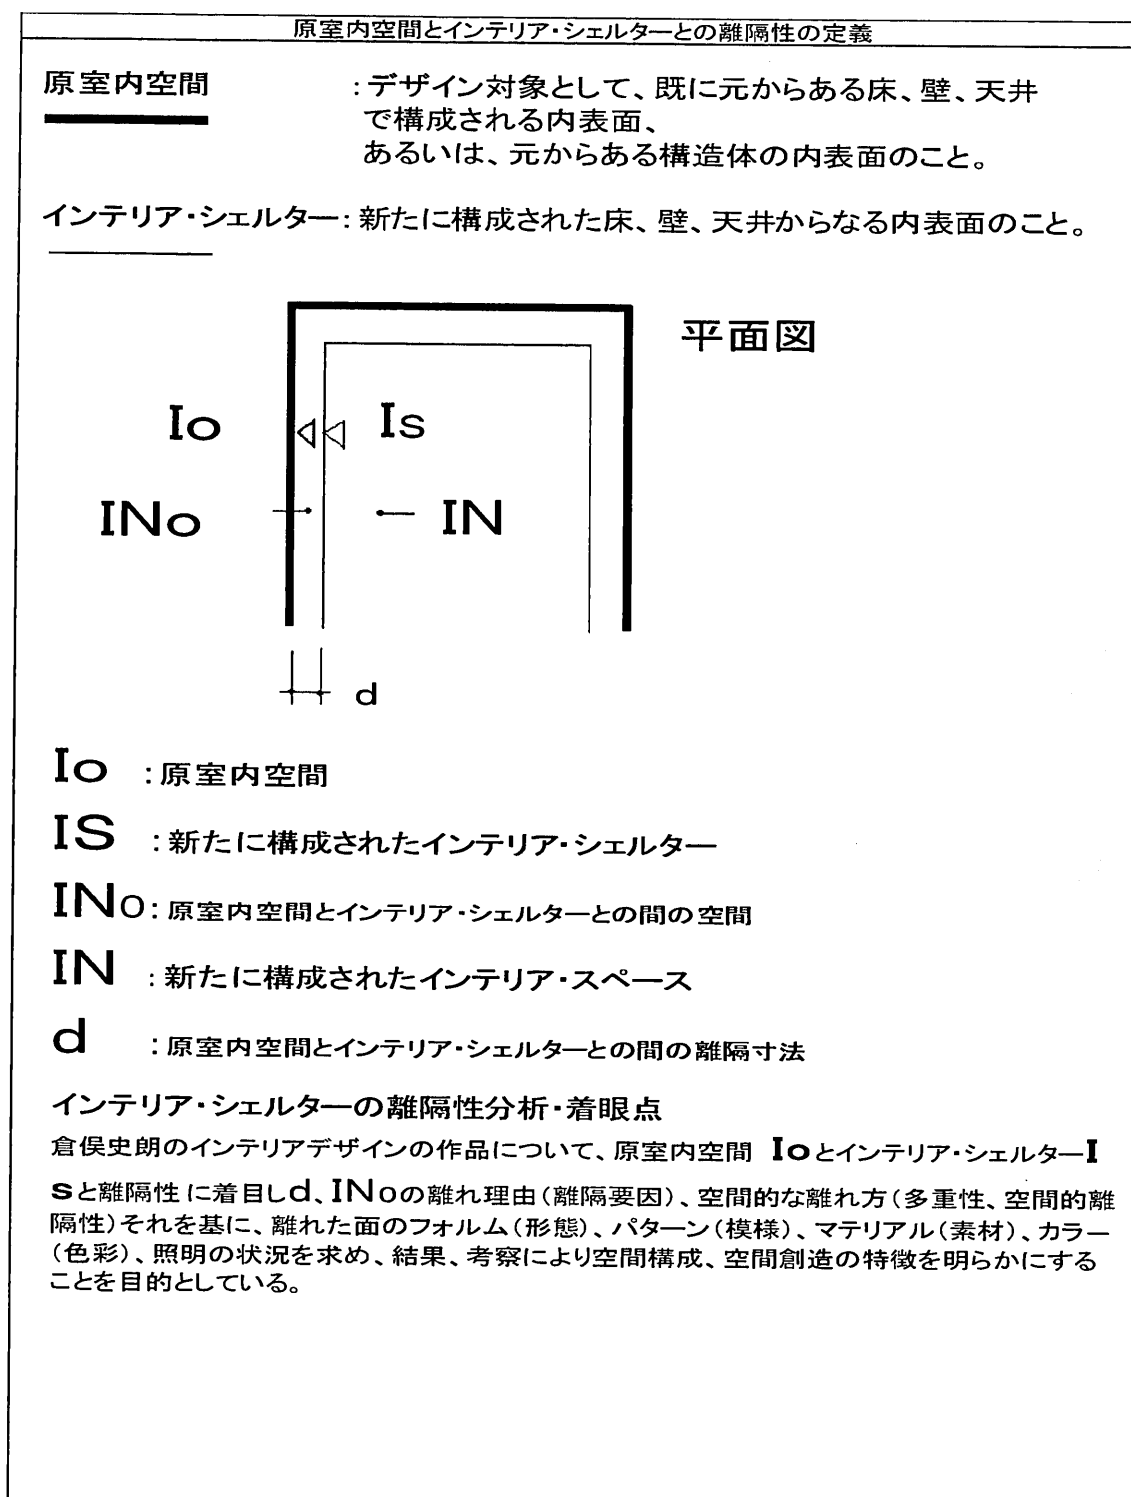 原室内空間とインテリア・シェルターとの離隔性の定義
原室内空間 :デザイン対象として、既に元からある床、壁、天井
で構成される内表面、
あるいは、元からある構造体の内表面のこと。
インテリア・シェルター:新たに構成された床、壁、天井からなる内表面のこと。
平面図
Io Is
INo IN
d
Io :原室内空間
IS :新たに構成されたインテリア・シェルター
INo:原室内空間とインテリア・シェルターとの間の空間
IN :新たに構成されたインテリア・スペース
d :原室内空間とインテリア・シェルターとの間の離隔寸法
インテリア・シェルターの離隔性分析・着眼点
倉俣史朗のインテリアデザインの作品について、原室内空間 Ioとインテリア・シェルターI
sと離隔性に着目しd、INoの離れ理由(離隔要因)、空間的な離れ方(多重性、空間的離
隔性)それを基に、離れた面のフォルム(形態)、パターン(模様)、マテリアル(素材)、カラー
(色彩)、照明の状況を求め、結果、考察により空間構成、空間創造の特徴を明らかにする
ことを目的としている。